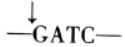 ↓
—GATC—